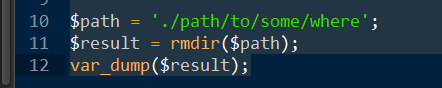 10 $path = './path/to/some/where';
11 $result = rmdir($path);
12 var_dump($result);